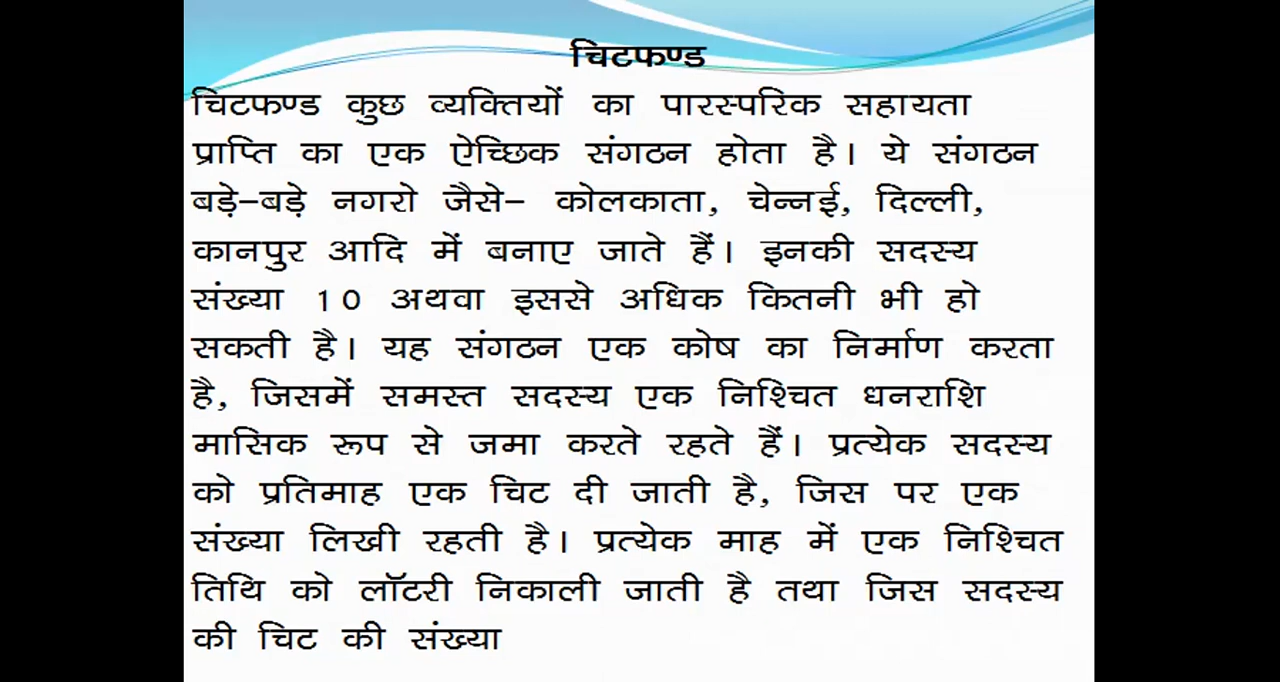 चिटफण्ड
चिटफण्ड कुछ व्यक्तियों का पारस्परिक सहायता
प्राप्ति का एक ऐच्छिक संगठन होता है। ये संगठन
बड़े-बड़े नगरो जैसे- कोलकाता, चेन्नई, दिल्ली,
कानपुर आदि में बनाए जाते हैं। इनकी सदस्य
संख्या 10 अथवा इससे अधिक कितनी भी हो
सकती है। यह संगठन एक कोष का निर्माण करता
है, जिसमें समस्त सदस्य एक निश्चित धनराशि
मासिक रूप से जमा करते रहते हैं। प्रत्येक सदस्य
को प्रतिमाह एक चिट दी जाती है, जिस पर एक
संख्या लिखी रहती है। प्रत्येक माह में एक निश्चित
तिथि को लॉटरी निकाली जाती है तथा जिस सदस्य
की चिट की संख्या